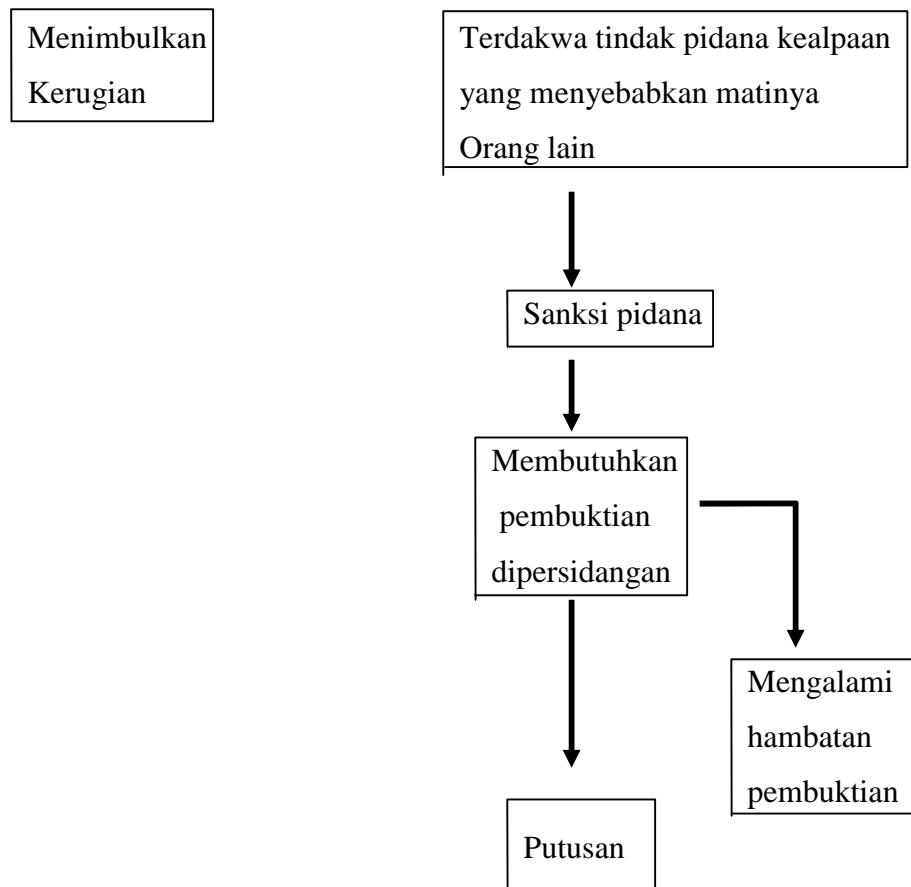 Menimbulkan
Kerugian
Terdakwa tindak pidana kealpaan
yang menyebabkan matinya
Orang lain
Sanksi pidana
Membutuhkan
pembuktian
dipersidangan
Mengalami
hambatan
pembuktian
Putusan